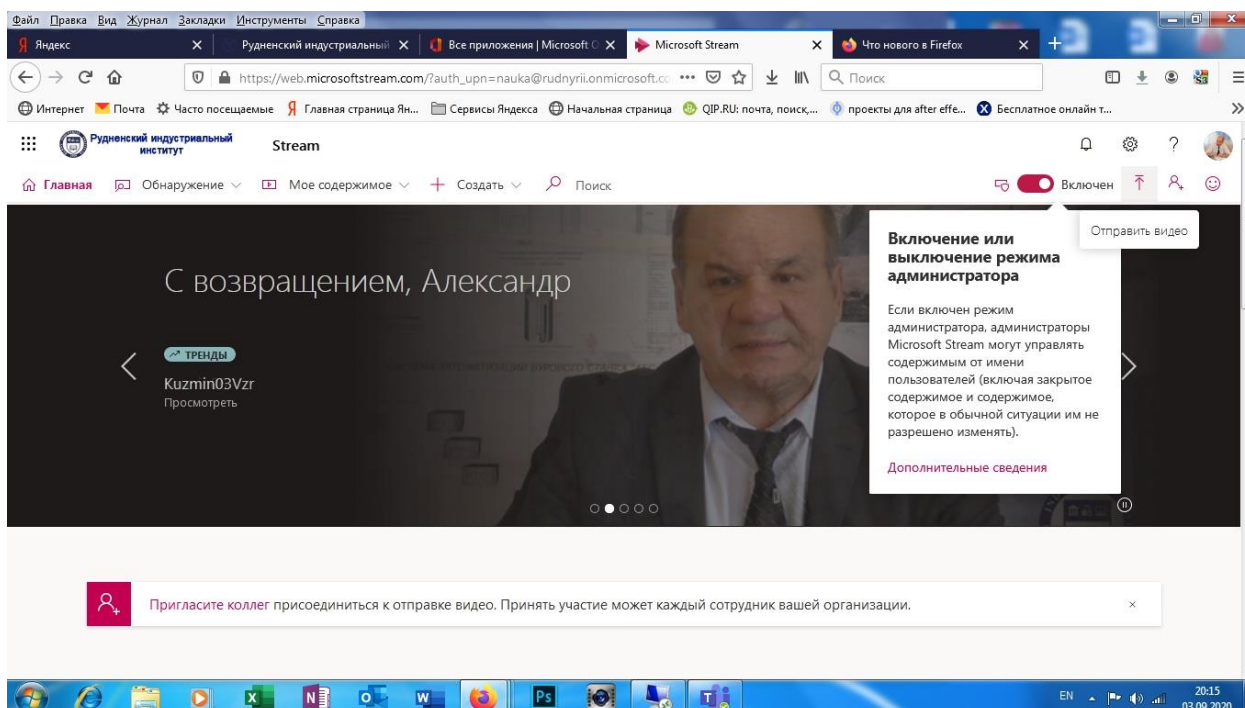 Файл Правка Вид Журнал Закладки Инструменты Справка
Яндекс
Рудненский индустриальный
Все приложения | Microsoft O
Microsoft Stream
Что нового в Firefox
https://web.microsoftstream.com/?auth_upn=nauka@rudnyrii.onmicrosoft.co
Поиск
Интернет Почта Часто посещаемые Главная страница Ян... Сервисы Яндекса Начальная страница QIP.RU: почта, поиск,... проекты для after effe... Бесплатное онлайн т...
Рудненский индустриальный
институт
Stream
Главная Обнаружение Мое содержимое Создать Поиск
Включен
Отправить видео
С возвращением, Александр
ТРЕНДЫ
Kuzmin03Vzr
Просмотреть
Включение или
выключение режима
администратора
Если включен режим
администратора, администраторы
Microsoft Stream могут управлять
содержимым от имени
пользователей (включая закрытое
содержимое и содержимое,
которое в обычной ситуации им не
разрешено изменять).
Дополнительные сведения
Пригласите коллег присоединиться к отправке видео. Принять участие может каждый сотрудник вашей организации.
EN
20:15
03.09.2020